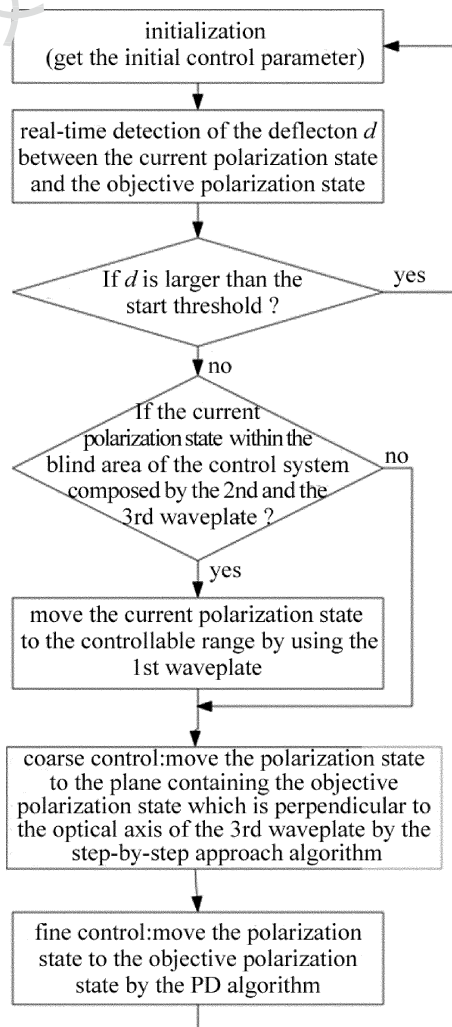 initialization
(get the initial control parameter)
real-time detection of the deflecton d
between the current polarization state
and the objective polarization state
If d is larger than the
start threshold ?
yes
no
If the current
polarization state within the
blind area of the control system
composed by the 2nd and the
3rd waveplate ?
no
yes
move the current polarization state
to the controllable range by using the
1st waveplate
coarse control:move the polarization state
to the plane containing the objective
polarization state which is perpendicular to
the optical axis of the 3rd waveplate by the
step-by-step approach algorithm
fine control:move the polarization
state to the objective polarization
state by the PD algorithm